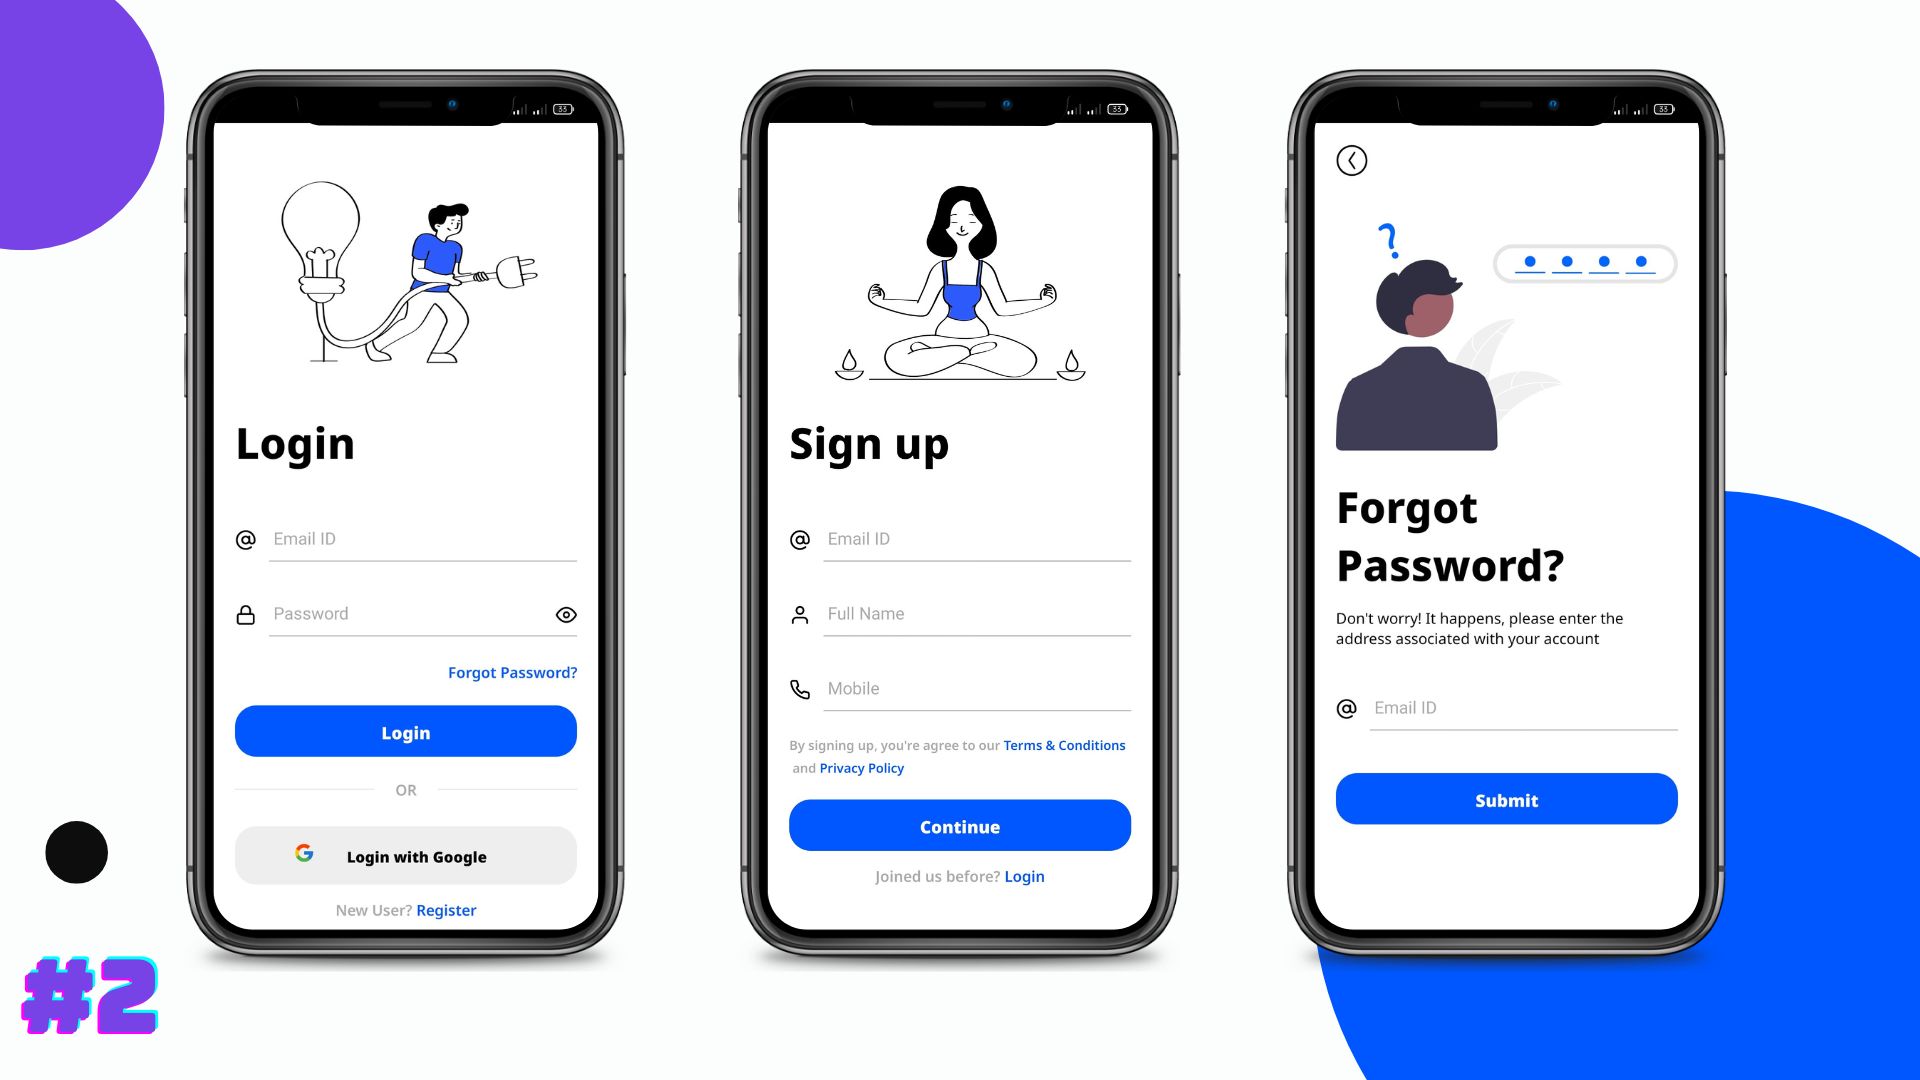 33
Login
@ Email ID
Password
Forgot Password?
Login
OR
Login with Google
New User? Register
33
Sign up
@ Email ID
Full Name
Mobile
By signing up, you're agree to our Terms & Conditions
and Privacy Policy
Continue
Joined us before? Login
33
?
Forgot
Password?
Don't worry! It happens, please enter the
address associated with your account
@ Email ID
Submit
#2